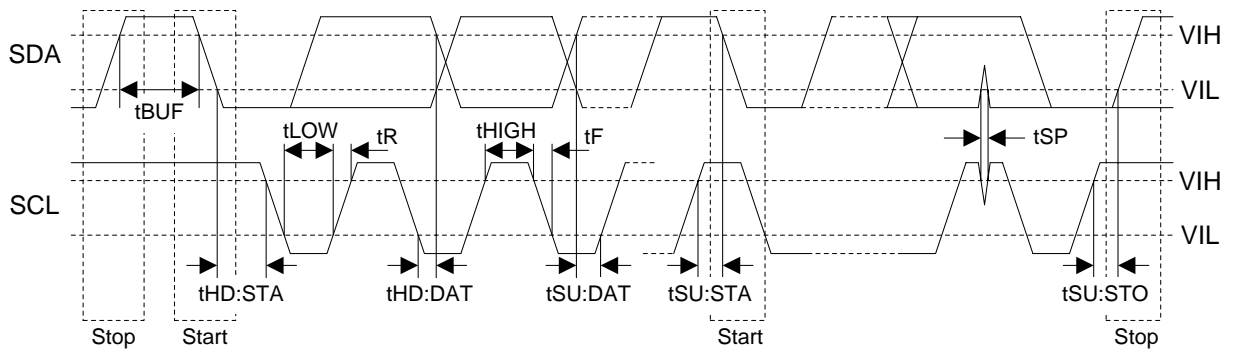 SDA
VIH
VIL
tBUF
tLOW
tR
tHIGH
tF
tSP
SCL
VIH
VIL
tHD:STA
tHD:DAT
tSU:DAT
tSU:STA
tSU:STO
Stop
Start
Start
Stop